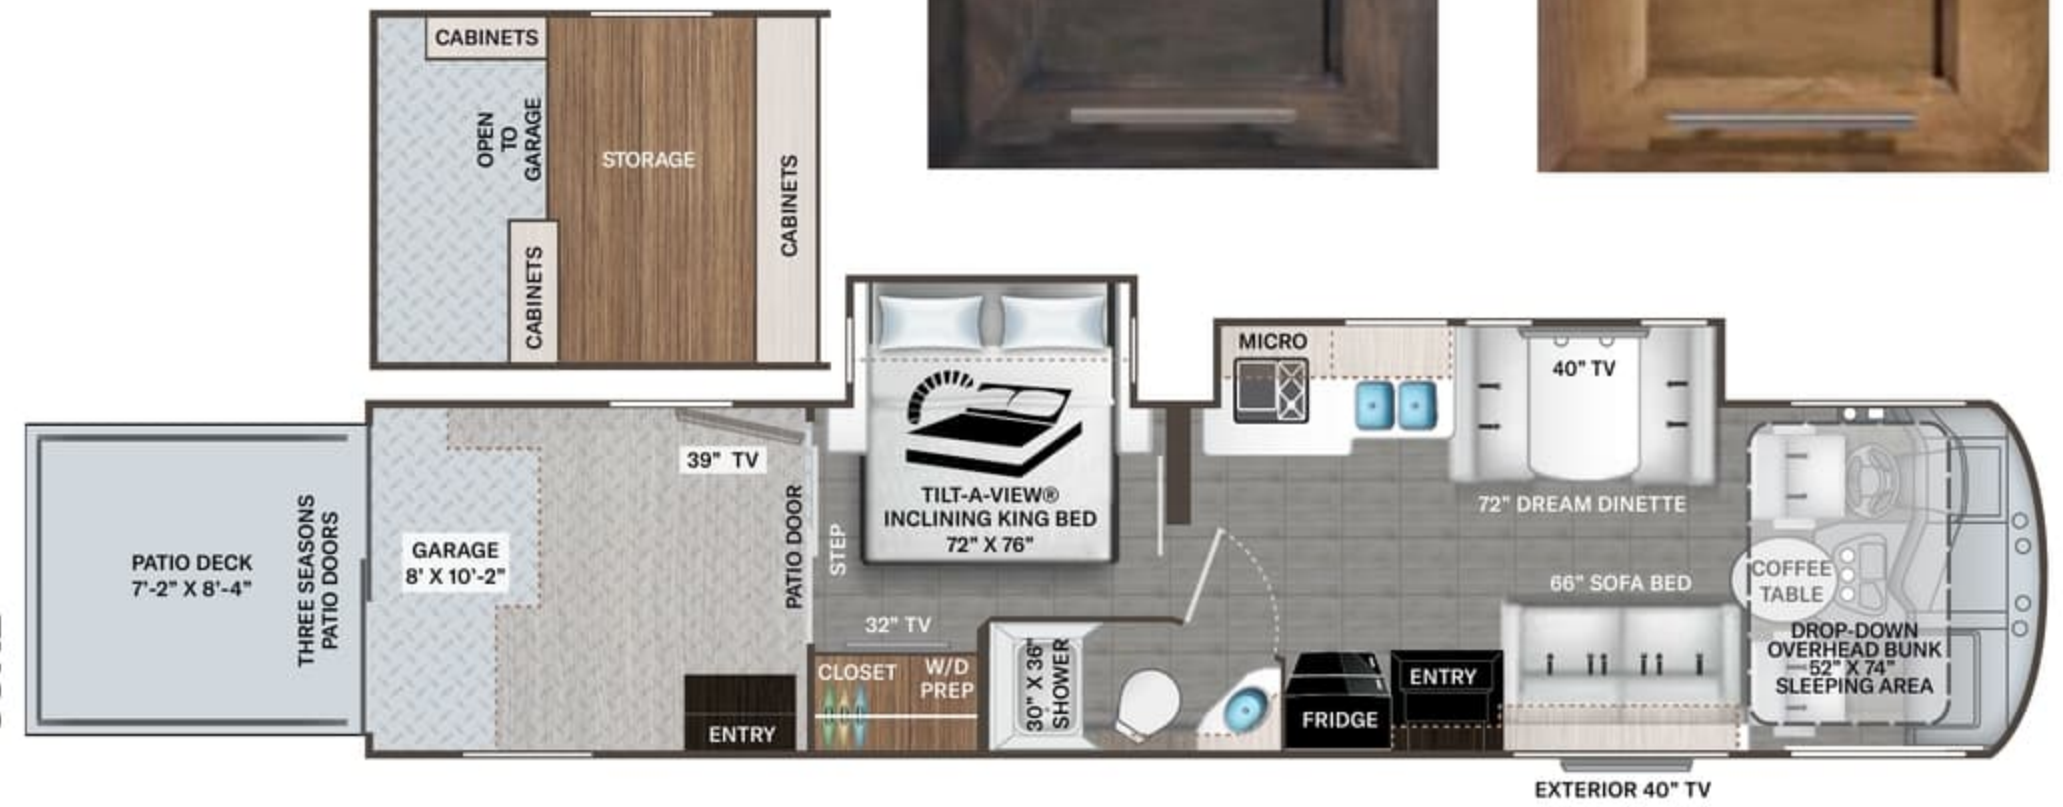 CABINETS
OPEN
TO
GARAGE
STORAGE
CABINETS
CABINETS
MICRO
40" TV
39" TV
TILT-A-VIEW®
INCLINING KING BED
72" X 76"
72" DREAM DINETTE
PATIO DECK
7'-2" X 8'-4"
THREE SEASONS
PATIO DOORS
GARAGE
8' X 10'-2"
PATIO DOOR
STEP
COFFEE
TABLE
66" SOFA BED
32" TV
DROP-DOWN
OVERHEAD BUNK
52" X 74"
SLEEPING AREA
CLOSET
W/D
PREP
30" X 36"
SHOWER
ENTRY
FRIDGE
ENTRY
EXTERIOR 40" TV